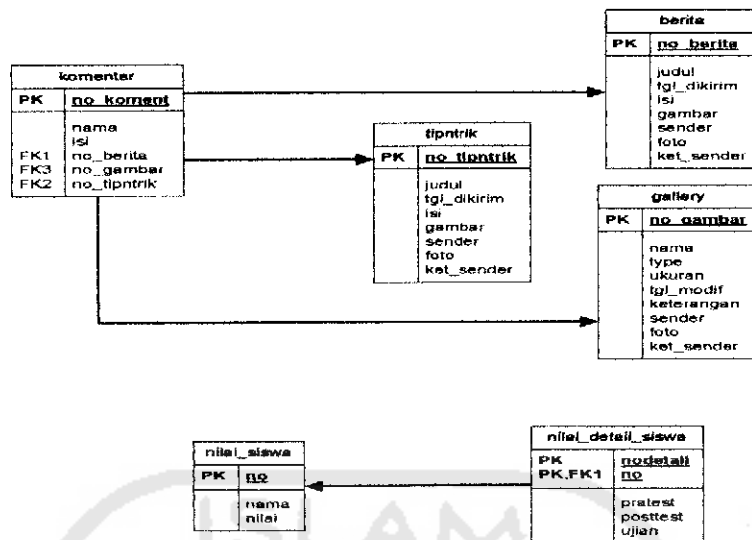 komentar
PK no_koment
nama
isi
FK1 no_berita
FK3 no_gambar
FK2 no_tipntrik
tipntrik
PK no_tipntrik
judul
tgl_dikirim
isi
gambar
sender
foto
ket_sender
berita
PK no_berita
judul
tgl_dikirim
isi
gambar
sender
foto
ket_sender
gallery
PK no_gambar
nama
type
ukuran
tgl_modif
keterangan
sender
foto
ket_sender
nilai_siswa
PK no
nama
nilai
nilai_detail_siswa
PK nodetail
PK,FK1 no
pratest
posttest
ujian
ISLAM